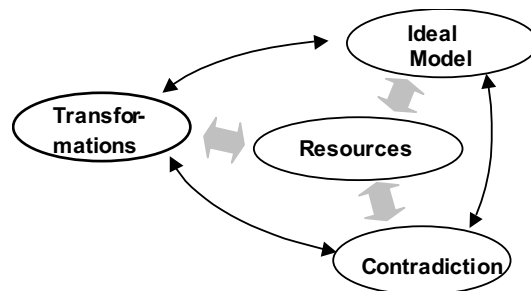 Ideal
Model
Transfor-
mations
Resources
Contradiction